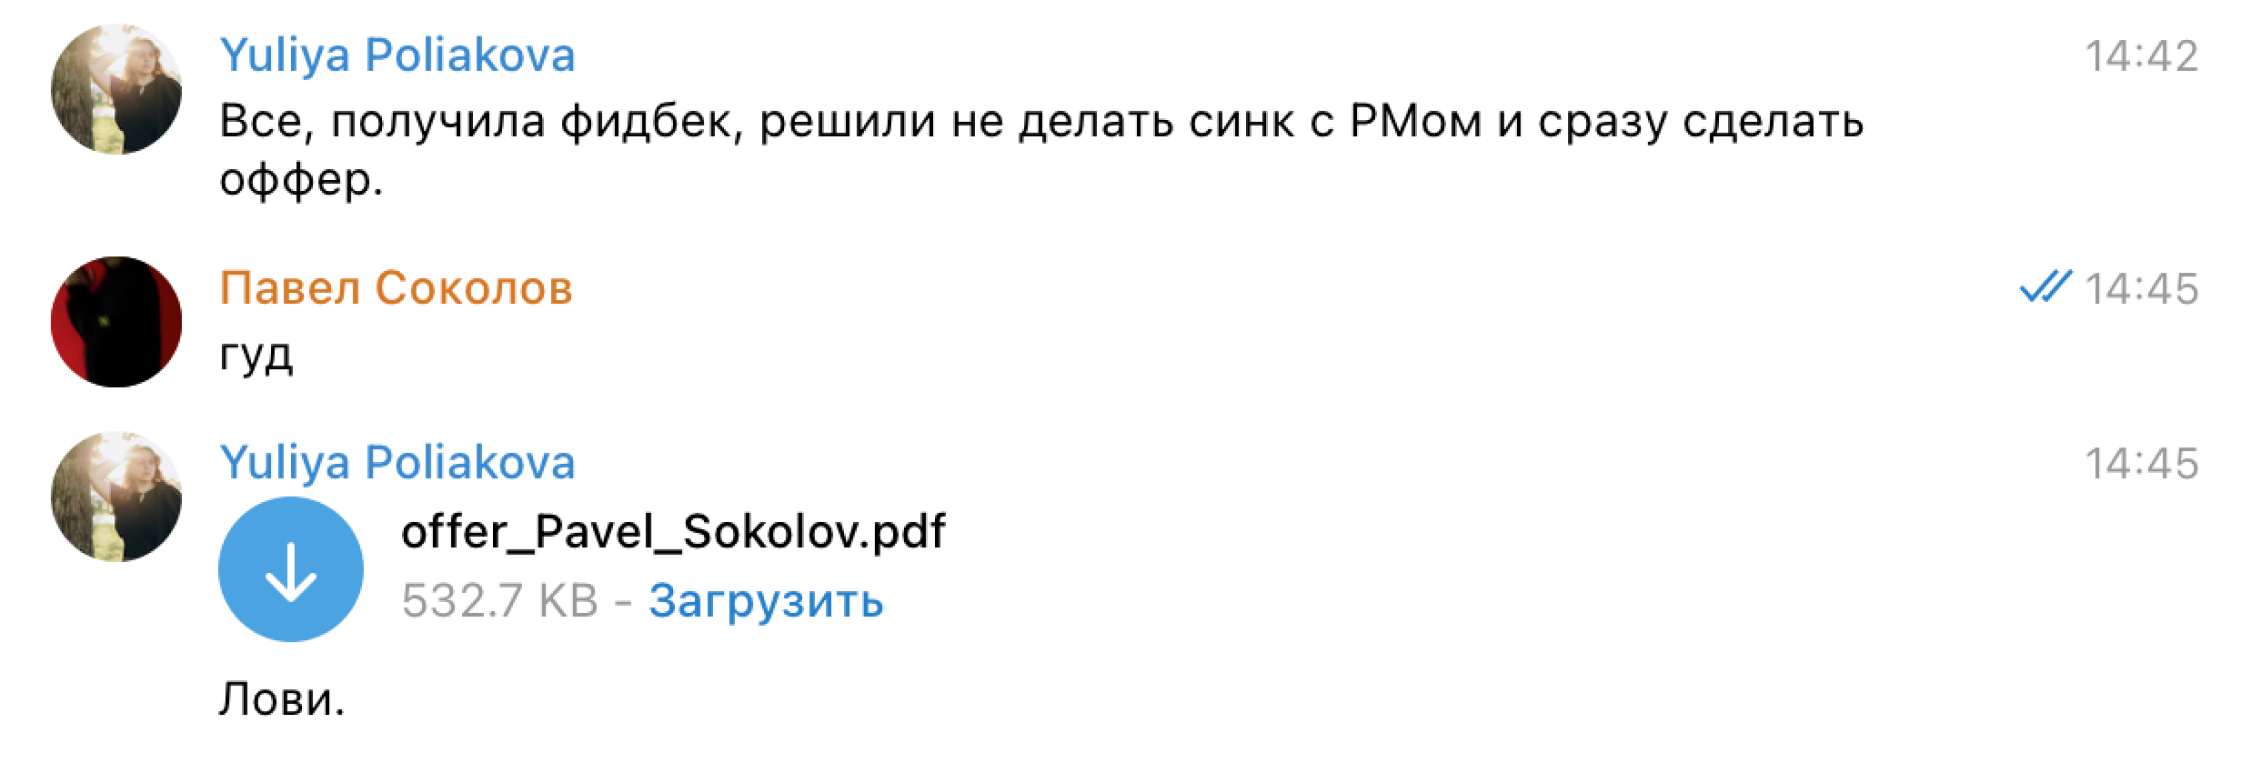 Yuliya Poliakova 14:42
Все, получила фидбек, решили не делать синк с PMом и сразу сделать
оффер.
Павел Соколов 14:45
гуд
Yuliya Poliakova 14:45
offer_Pavel_Sokolov.pdf
532.7 KB - Загрузить
Лови.